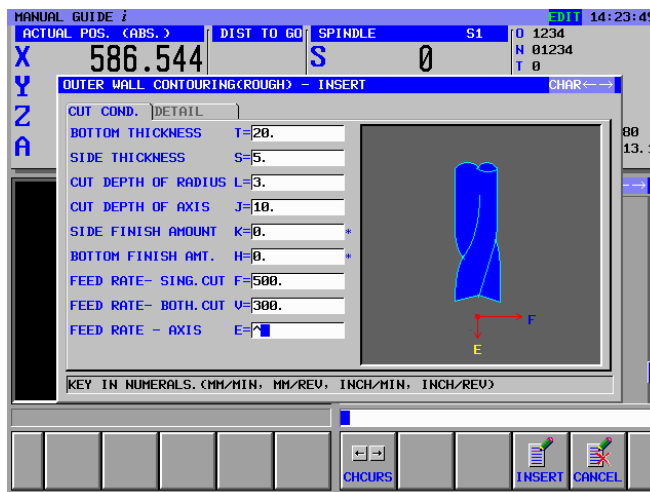 MANUAL GUIDE i EDIT 14:23:49
ACTUAL POS. (ABS.) DIST TO GO SPINDLE S1 O 1234
X 586.544 S 0 N 01234
T 0
Y
OUTER WALL CONTOURING(ROUGH) - INSERT CHAR←→
Z
CUT COND. DETAIL
A
BOTTOM THICKNESS T=20.
80
SIDE THICKNESS S=5.
13.
CUT DEPTH OF RADIUS L=3.
CUT DEPTH OF AXIS J=10.
SIDE FINISH AMOUNT K=0. *
BOTTOM FINISH AMT. H=0. *
FEED RATE- SING.CUT F=500.
FEED RATE- BOTH.CUT V=300.
FEED RATE - AXIS E=^
F
E
KEY IN NUMERALS.(MM/MIN, MM/REV, INCH/MIN, INCH/REV)
←→
CHCURS INSERT CANCEL